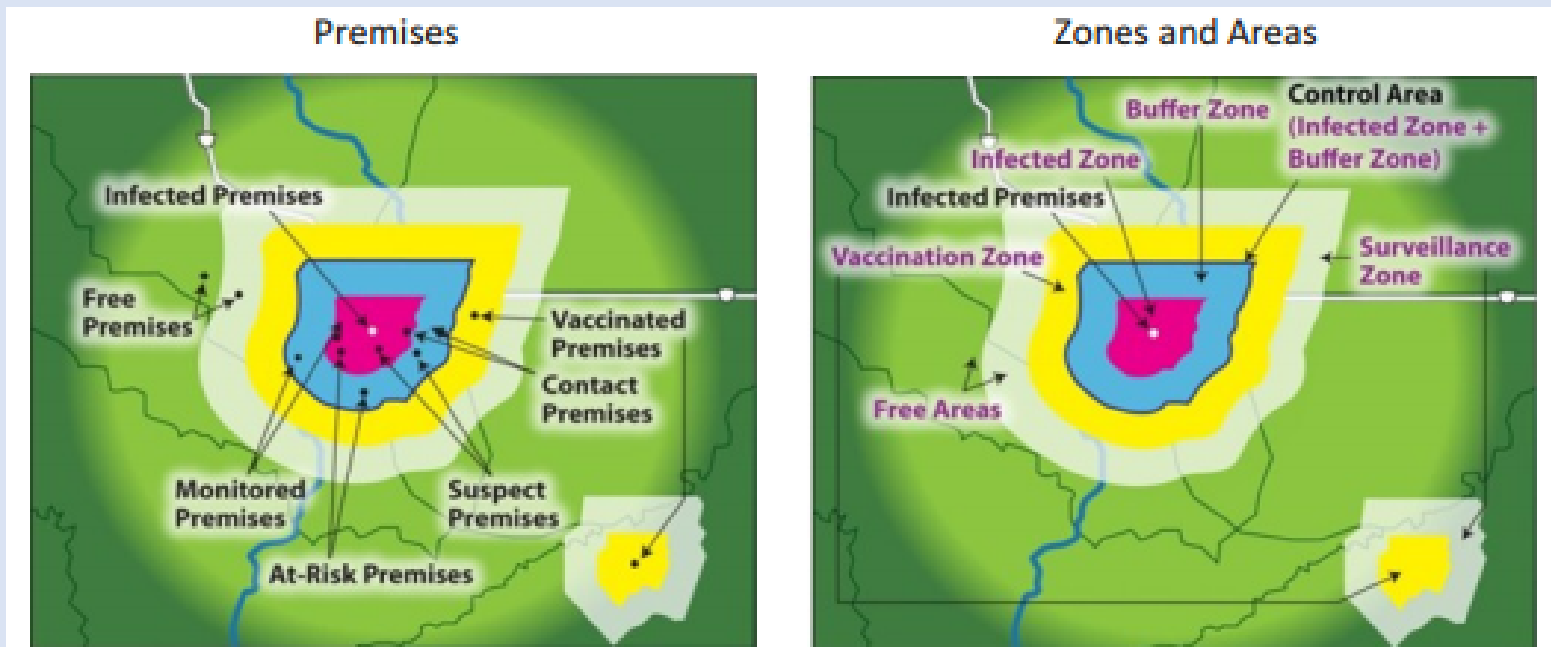 Premises
Infected Premises
Free
Premises
Vaccinated
Premises
Contact
Premises
Monitored
Premises
Suspect
Premises
At-Risk Premises
Zones and Areas
Buffer Zone
Control Area
(Infected Zone +
Buffer Zone)
Infected Zone
Infected Premises
Vaccination Zone
Surveillance
Zone
Free Areas